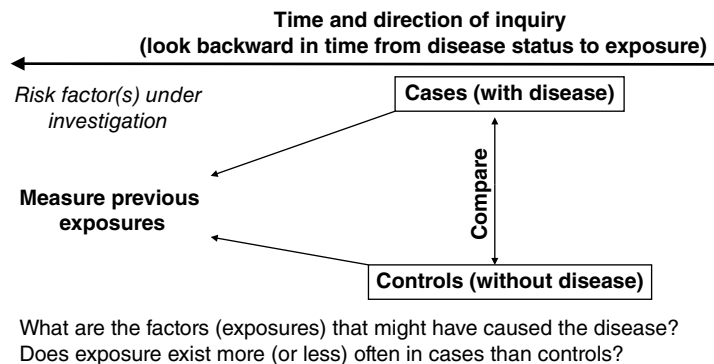 Time and direction of inquiry
(look backward in time from disease status to exposure)
Risk factor(s) under
investigation
Cases (with disease)
Measure previous
exposures
Compare
Controls (without disease)
What are the factors (exposures) that might have caused the disease?
Does exposure exist more (or less) often in cases than controls?